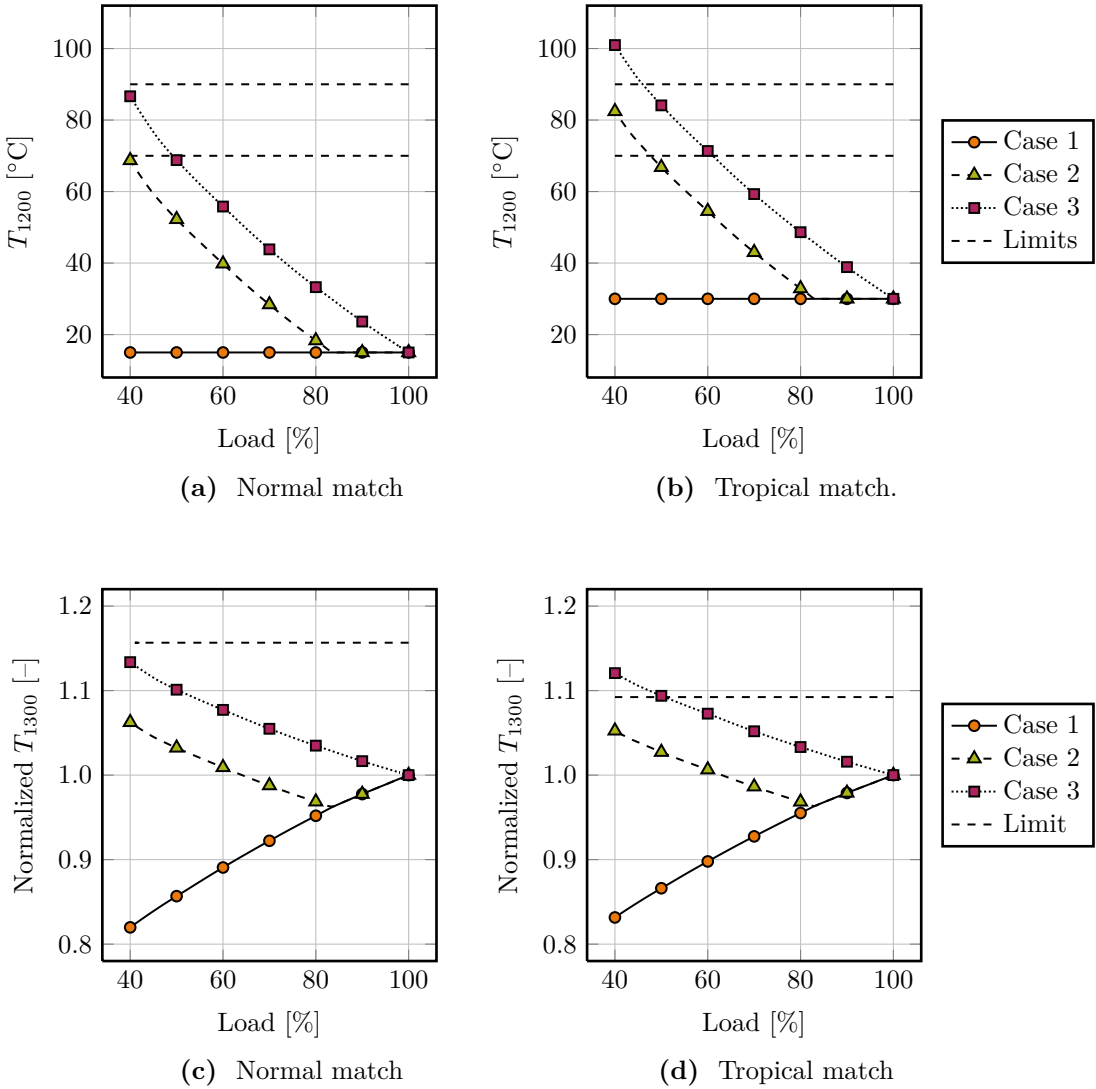 100
80
60
40
20
T1200 [°C]
40 60 80 100
Load [%]
(a) Normal match
100
80
60
40
20
T1200 [°C]
40 60 80 100
Load [%]
(b) Tropical match.
Case 1
Case 2
Case 3
Limits
1.2
1.1
1.0
0.9
0.8
Normalized T1300 [−]
40 60 80 100
Load [%]
(c) Normal match
1.2
1.1
1.0
0.9
0.8
Normalized T1300 [−]
40 60 80 100
Load [%]
(d) Tropical match
Case 1
Case 2
Case 3
Limit